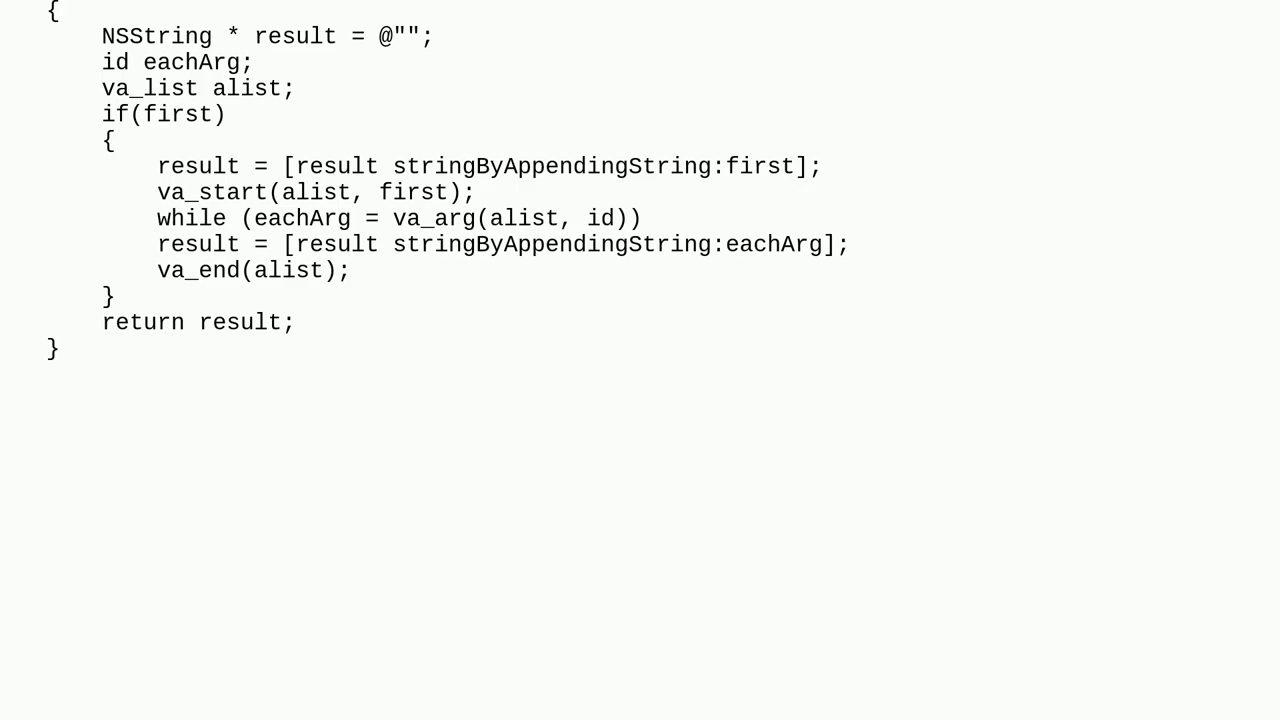 {
    NSString * result = @"";
    id eachArg;
    va_list alist;
    if(first)
    {
        result = [result stringByAppendingString:first];
        va_start(alist, first);
        while (eachArg = va_arg(alist, id))
        result = [result stringByAppendingString:eachArg];
        va_end(alist);
    }
    return result;
}